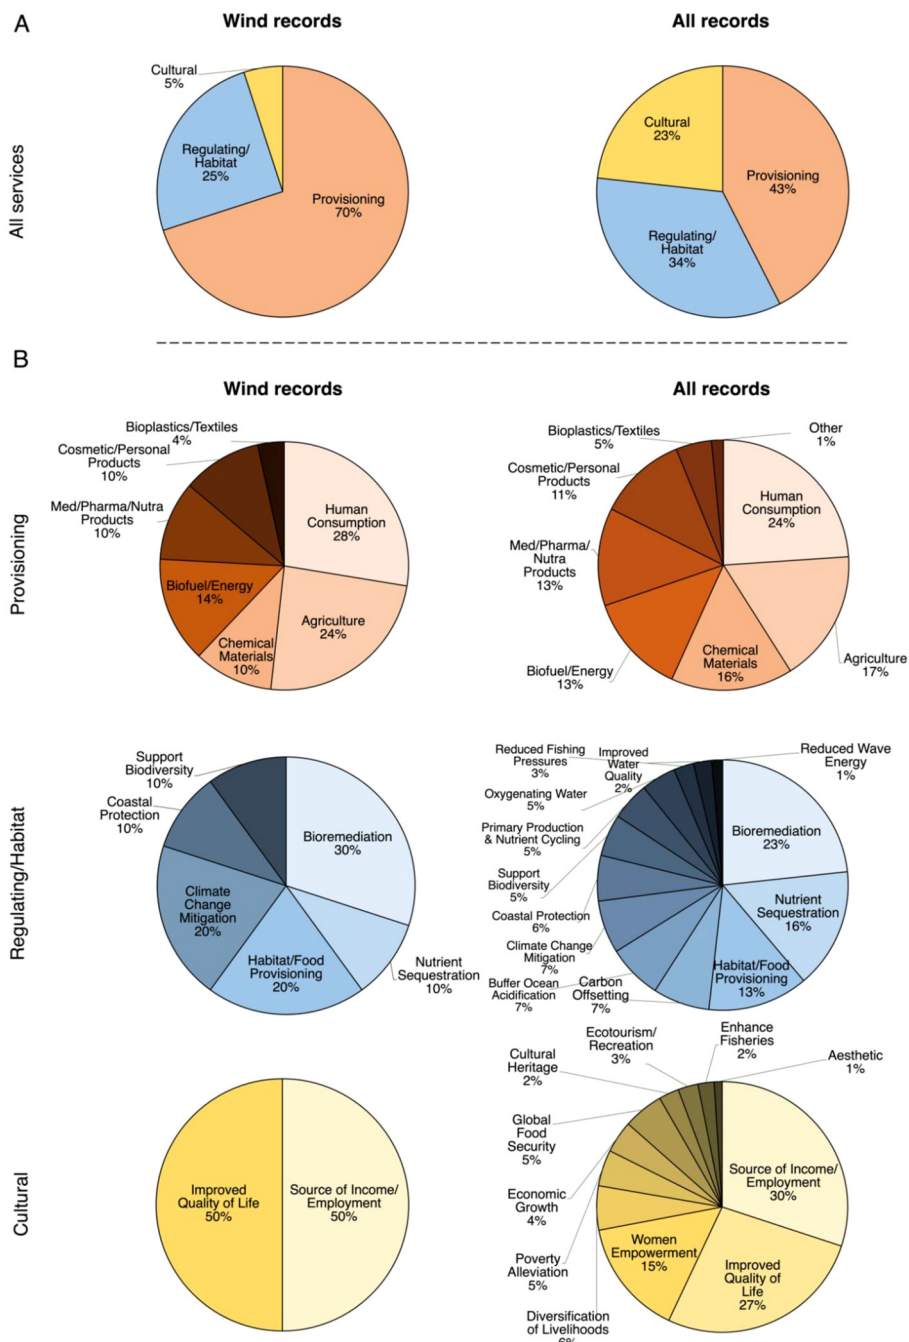 A
Wind records
All records
All services
Cultural
5%
Regulating/
Habitat
25%
Provisioning
70%
Cultural
23%
Provisioning
43%
Regulating/
Habitat
34%
B
Wind records
All records
Provisioning
Bioplastics/Textiles
4%
Cosmetic/Personal
Products
10%
Med/Pharma/Nutra
Products
10%
Biofuel/Energy
14%
Chemical
Materials
10%
Agriculture
24%
Human
Consumption
28%
Bioplastics/Textiles
5%
Other
1%
Cosmetic/Personal
Products
11%
Med/Pharma/
Nutra
Products
13%
Biofuel/Energy
13%
Chemical
Materials
16%
Agriculture
17%
Human
Consumption
24%
Regulating/Habitat
Support
Biodiversity
10%
Coastal
Protection
10%
Climate
Change
Mitigation
20%
Habitat/Food
Provisioning
20%
Nutrient
Sequestration
10%
Bioremediation
30%
Reduced Fishing
Pressures
3%
Improved
Water
Quality
2%
Reduced Wave
Energy
1%
Oxygenating Water
5%
Primary Production
& Nutrient Cycling
5%
Support
Biodiversity
5%
Coastal Protection
6%
Climate Change
Mitigation
7%
Buffer Ocean
Acidification
7%
Carbon
Offsetting
7%
Habitat/Food
Provisioning
13%
Nutrient
Sequestration
16%
Bioremediation
23%
Cultural
Improved
Quality of Life
50%
Source of Income/
Employment
50%
Ecotourism/
Recreation
3%
Enhance
Fisheries
2%
Aesthetic
1%
Cultural
Heritage
2%
Global
Food
Security
5%
Economic
Growth
4%
Poverty
Alleviation
5%
Diversification
of Livelihoods
6%
Women
Empowerment
15%
Improved
Quality of
Life
27%
Source of Income/
Employment
30%